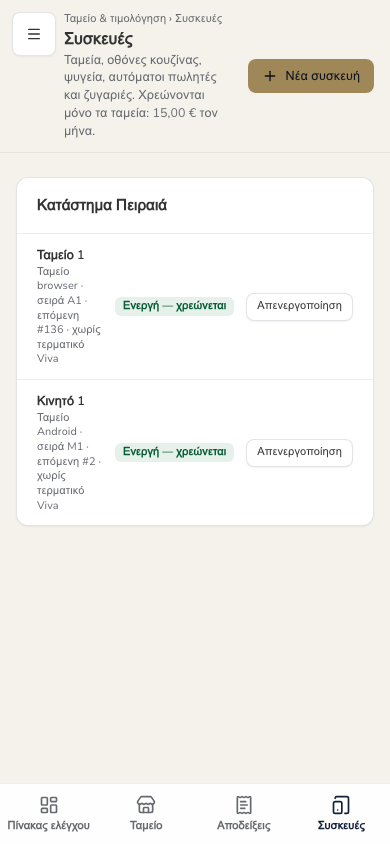 Ταμείο & τιμολόγηση › Συσκευές
Συσκευές
Ταμεία, οθόνες κουζίνας,
ψυγεία, αυτόματοι πωλητές
και ζυγαριές. Χρεώνονται
μόνο τα ταμεία: 15,00 € τον
μήνα.
Νέα συσκευή
Κατάστημα Πειραιά
Ταμείο 1
Ταμείο
browser ·
σειρά A1 ·
επόμενη
#136 · χωρίς
τερματικό
Viva
Ενεργή — χρεώνεται
Απενεργοποίηση
Κινητό 1
Ταμείο
Android ·
σειρά M1 ·
επόμενη #2 ·
χωρίς
τερματικό
Viva
Ενεργή — χρεώνεται
Απενεργοποίηση
Πίνακας ελέγχου
Ταμείο
Αποδείξεις
Συσκευές